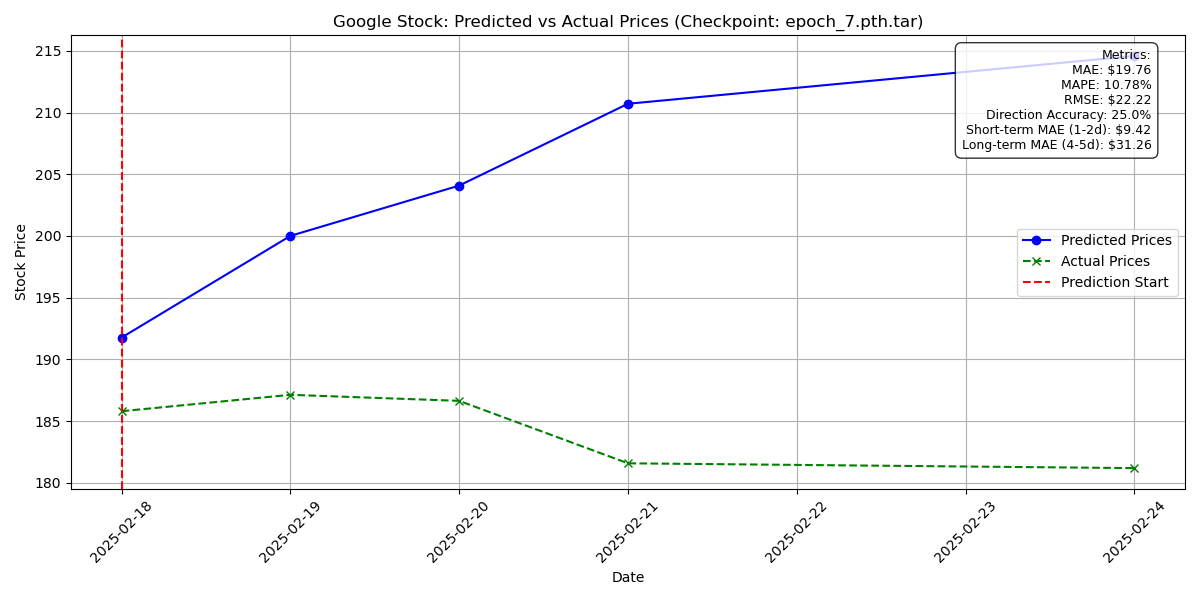 Google Stock: Predicted vs Actual Prices (Checkpoint: epoch_7.pth.tar)
Metrics:
MAE: $19.76
MAPE: 10.78%
RMSE: $22.22
Direction Accuracy: 25.0%
Short-term MAE (1-2d): $9.42
Long-term MAE (4-5d): $31.26
Predicted Prices
Actual Prices
Prediction Start
Stock Price
215
210
205
200
195
190
185
180
2025-02-18
2025-02-19
2025-02-20
2025-02-21
2025-02-22
2025-02-23
2025-02-24
Date